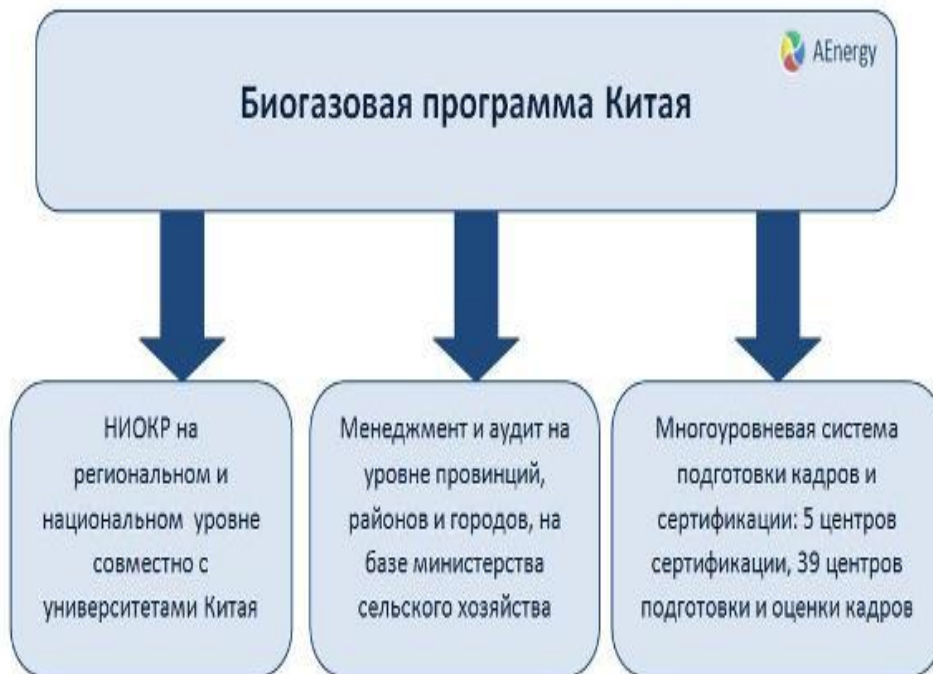 AEnergy
Биогазовая программа Китая
НИОКР на
региональном и
национальном уровне
совместно с
университетами Китая
Менеджмент и аудит на
уровне провинций,
районов и городов, на
базе министерства
сельского хозяйства
Многоуровневая система
подготовки кадров и
сертификации: 5 центров
сертификации, 39 центров
подготовки и оценки кадров